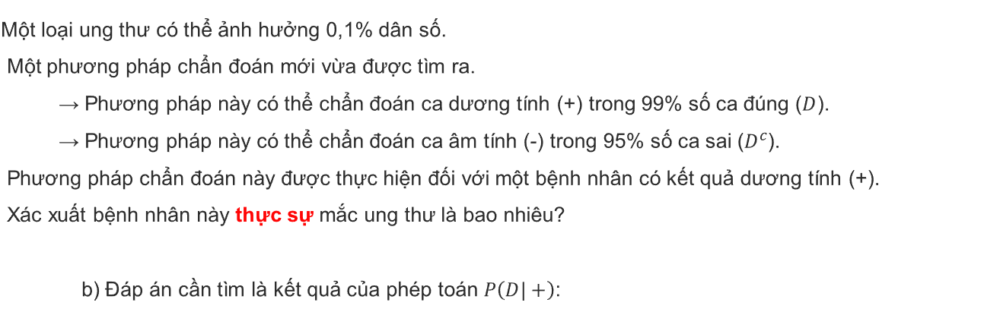 Một loại ung thư có thể ảnh hưởng 0,1% dân số.
Một phương pháp chẩn đoán mới vừa được tìm ra.
→ Phương pháp này có thể chẩn đoán ca dương tính (+) trong 99% số ca đúng (D).
→ Phương pháp này có thể chẩn đoán ca âm tính (-) trong 95% số ca sai (Dᶜ).
Phương pháp chẩn đoán này được thực hiện đối với một bệnh nhân có kết quả dương tính (+).
Xác xuất bệnh nhân này thực sự mắc ung thư là bao nhiêu?
b) Đáp án cần tìm là kết quả của phép toán P(D| +):